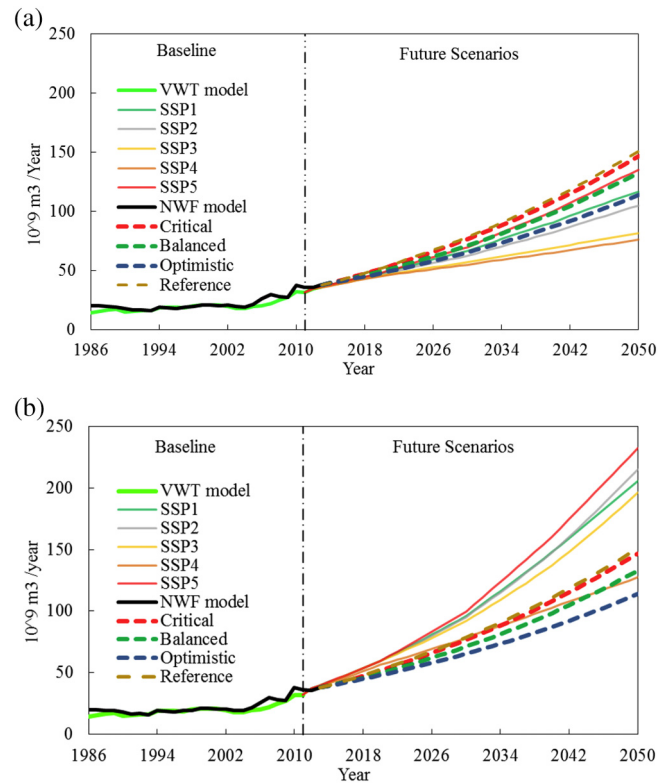 (a)
250
200
150
100
50
0
10^9 m3 /Year
Baseline
Future Scenarios
VWT model
SSP1
SSP2
SSP3
SSP4
SSP5
NWF model
Critical
Balanced
Optimistic
Reference
1986 1994 2002 2010 2018 2026 2034 2042 2050
Year
(b)
250
200
150
100
50
0
10^9 m3 /year
Baseline
Future Scenarios
VWT model
SSP1
SSP2
SSP3
SSP4
SSP5
NWF model
Critical
Balanced
Optimistic
Reference
1986 1994 2002 2010 2018 2026 2034 2042 2050
Year